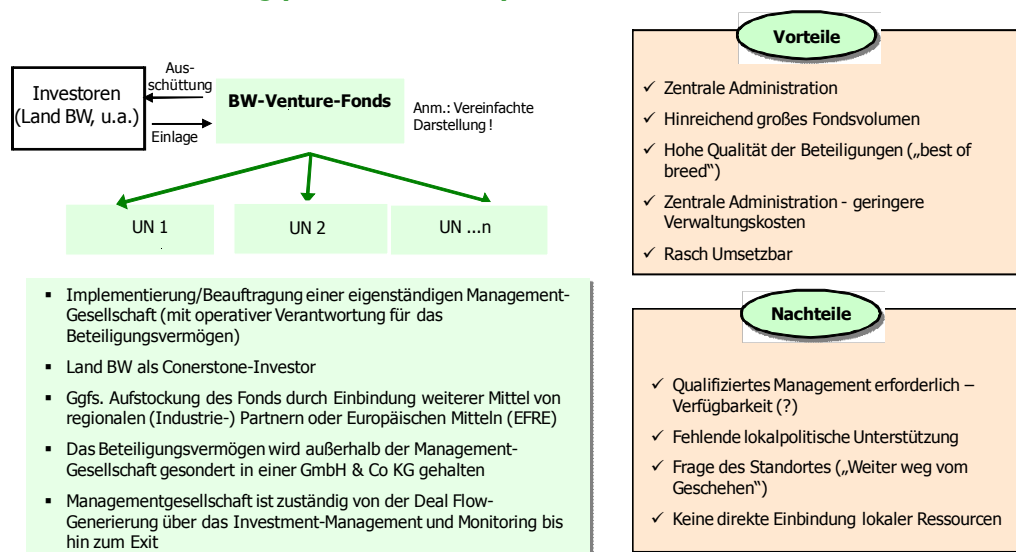 Investoren
(Land BW, u.a.)
Aus-
schüttung
Einlage
BW-Venture-Fonds
Anm.: Vereinfachte
Darstellung !
UN 1
UN 2
UN ...n
▪ Implementierung/Beauftragung einer eigenständigen Management-
Gesellschaft (mit operativer Verantwortung für das
Beteiligungsvermögen)
▪ Land BW als Conerstone-Investor
▪ Ggfs. Aufstockung des Fonds durch Einbindung weiterer Mittel von
regionalen (Industrie-) Partnern oder Europäischen Mitteln (EFRE)
▪ Das Beteiligungsvermögen wird außerhalb der Management-
Gesellschaft gesondert in einer GmbH & Co KG gehalten
▪ Managementgesellschaft ist zuständig von der Deal Flow-
Generierung über das Investment-Management und Monitoring bis
hin zum Exit
Vorteile
✓ Zentrale Administration
✓ Hinreichend großes Fondsvolumen
✓ Hohe Qualität der Beteiligungen („best of
breed“)
✓ Zentrale Administration - geringere
Verwaltungskosten
✓ Rasch Umsetzbar
Nachteile
✓ Qualifiziertes Management erforderlich –
Verfügbarkeit (?)
✓ Fehlende lokalpolitische Unterstützung
✓ Frage des Standortes („Weiter weg vom
Geschehen“)
✓ Keine direkte Einbindung lokaler Ressourcen